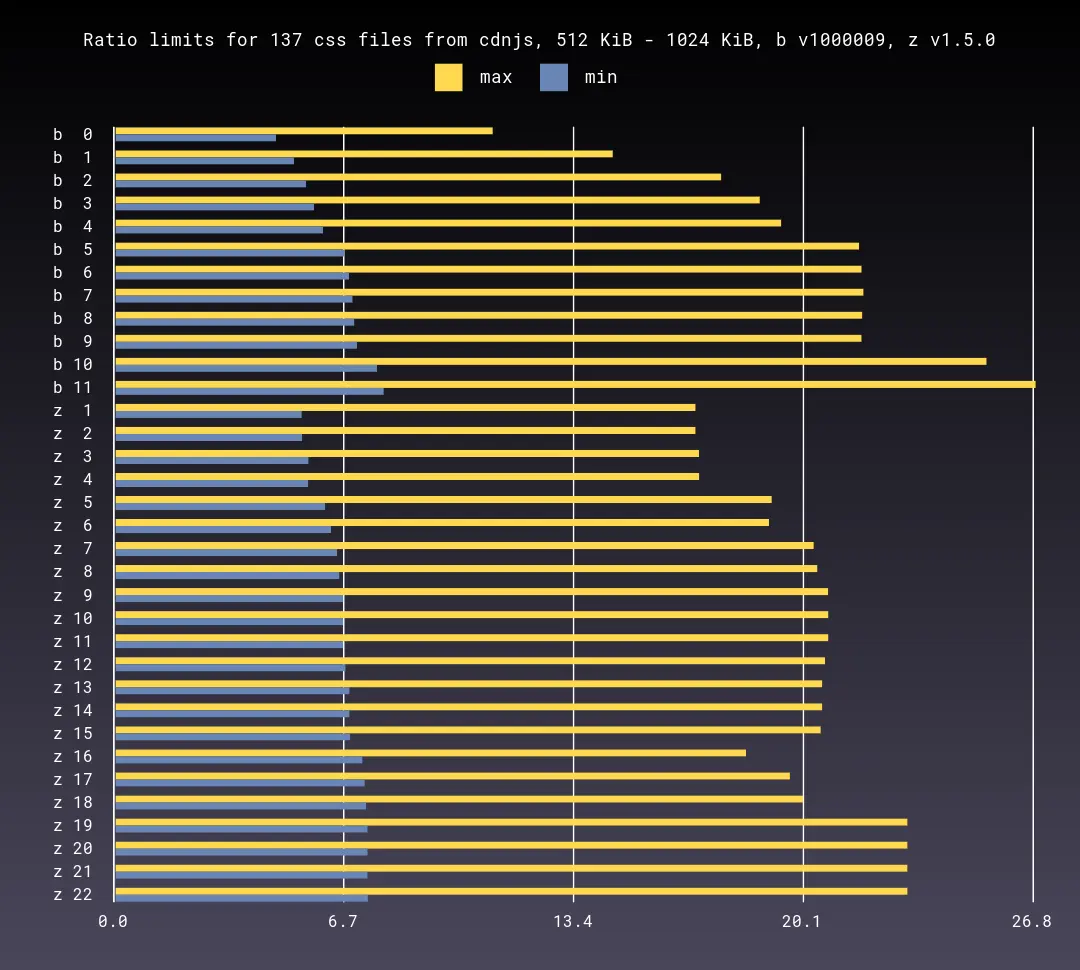 Ratio limits for 137 css files from cdnjs, 512 KiB - 1024 KiB, b v1000009, z v1.5.0
max min
b 0
b 1
b 2
b 3
b 4
b 5
b 6
b 7
b 8
b 9
b 10
b 11
z 1
z 2
z 3
z 4
z 5
z 6
z 7
z 8
z 9
z 10
z 11
z 12
z 13
z 14
z 15
z 16
z 17
z 18
z 19
z 20
z 21
z 22
0.0 6.7 13.4 20.1 26.8